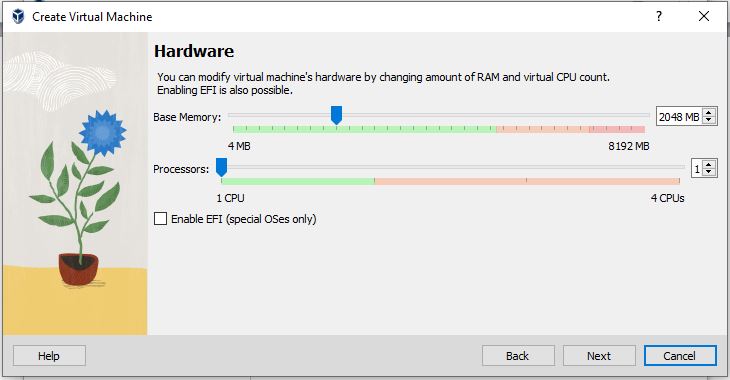 Create Virtual Machine
Hardware
You can modify virtual machine's hardware by changing amount of RAM and virtual CPU count.
Enabling EFI is also possible.
Base Memory:
2048 MB
4 MB
8192 MB
Processors:
1
1 CPU
4 CPUs
Enable EFI (special OSes only)
Help
Back
Next
Cancel